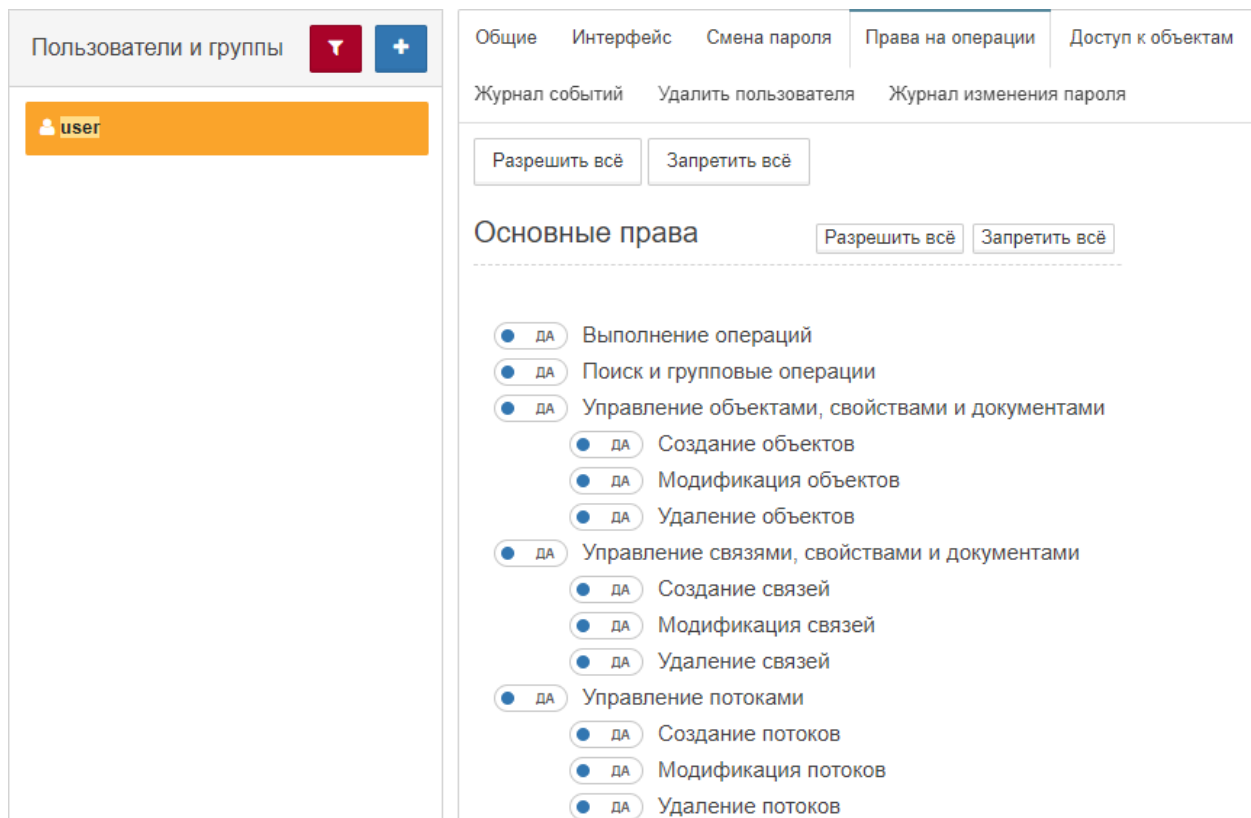 Пользователи и группы
user
Общие Интерфейс Смена пароля Права на операции Доступ к объектам
Журнал событий Удалить пользователя Журнал изменения пароля
Разрешить всё Запретить всё
Основные права Разрешить всё Запретить всё
ДА Выполнение операций
ДА Поиск и групповые операции
ДА Управление объектами, свойствами и документами
ДА Создание объектов
ДА Модификация объектов
ДА Удаление объектов
ДА Управление связями, свойствами и документами
ДА Создание связей
ДА Модификация связей
ДА Удаление связей
ДА Управление потоками
ДА Создание потоков
ДА Модификация потоков
ДА Удаление потоков